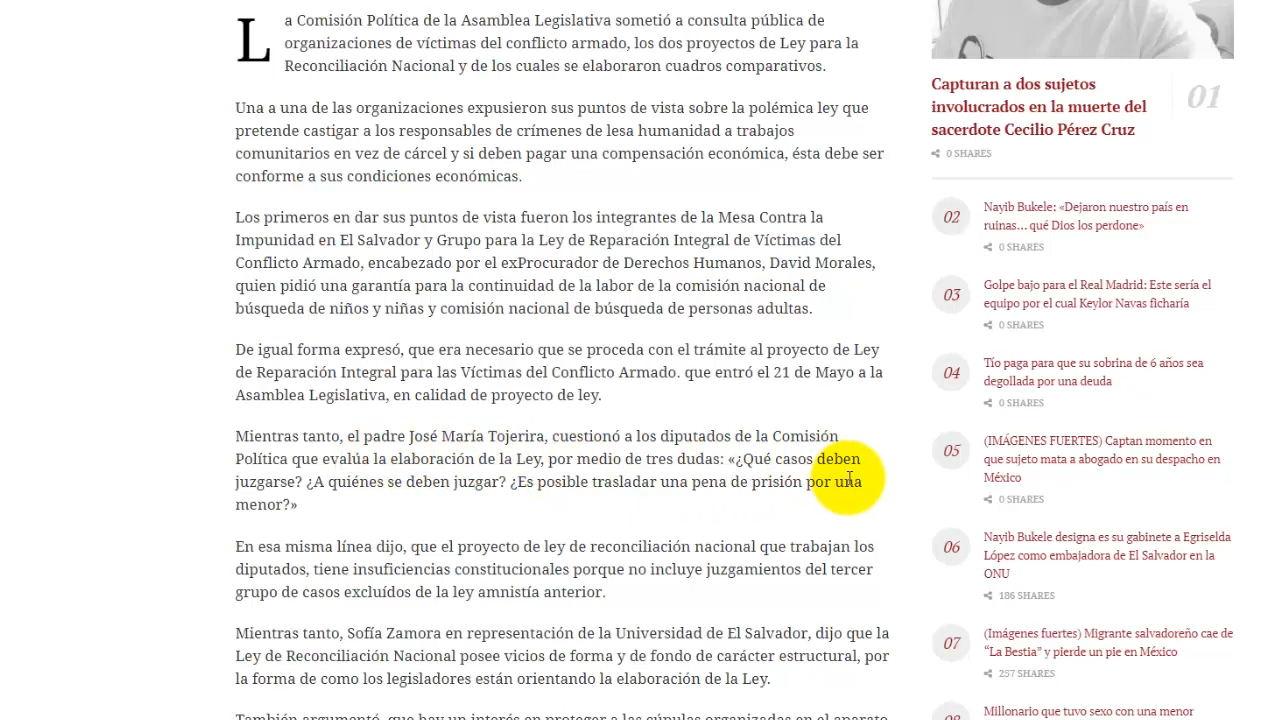 La Comisión Política de la Asamblea Legislativa sometió a consulta pública de
organizaciones de víctimas del conflicto armado, los dos proyectos de Ley para la
Reconciliación Nacional y de los cuales se elaboraron cuadros comparativos.
Una a una de las organizaciones expusieron sus puntos de vista sobre la polémica ley que
pretende castigar a los responsables de crímenes de lesa humanidad a trabajos
comunitarios en vez de cárcel y si deben pagar una compensación económica, ésta debe ser
conforme a sus condiciones económicas.
Los primeros en dar sus puntos de vista fueron los integrantes de la Mesa Contra la
Impunidad en El Salvador y Grupo para la Ley de Reparación Integral de Víctimas del
Conflicto Armado, encabezado por el exProcurador de Derechos Humanos, David Morales,
quien pidió una garantía para la continuidad de la labor de la comisión nacional de
búsqueda de niños y niñas y comisión nacional de búsqueda de personas adultas.
De igual forma expresó, que era necesario que se proceda con el trámite al proyecto de Ley
de Reparación Integral para las Víctimas del Conflicto Armado. que entró el 21 de Mayo a la
Asamblea Legislativa, en calidad de proyecto de ley.
Mientras tanto, el padre José María Tojerira, cuestionó a los diputados de la Comisión
Política que evalúa la elaboración de la Ley, por medio de tres dudas: «¿Qué casos deben
juzgarse? ¿A quiénes se deben juzgar? ¿Es posible trasladar una pena de prisión por una
menor?»
En esa misma línea dijo, que el proyecto de ley de reconciliación nacional que trabajan los
diputados, tiene insuficiencias constitucionales porque no incluye juzgamientos del tercer
grupo de casos excluídos de la ley amnistía anterior.
Mientras tanto, Sofía Zamora en representación de la Universidad de El Salvador, dijo que la
Ley de Reconciliación Nacional posee vicios de forma y de fondo de carácter estructural, por
la forma de como los legisladores están orientando la elaboración de la Ley.
También argumentó, que hay un interés en proteger a las cúpulas organizadas en el aparato
Capturan a dos sujetos
involucrados en la muerte del
sacerdote Cecilio Pérez Cruz
01
0 SHARES
02
Nayib Bukele: «Dejaron nuestro país en
ruinas… qué Dios los perdone»
0 SHARES
03
Golpe bajo para el Real Madrid: Este sería el
equipo por el cual Keylor Navas ficharía
0 SHARES
04
Tío paga para que su sobrina de 6 años sea
degollada por una deuda
0 SHARES
05
(IMÁGENES FUERTES) Captan momento en
que sujeto mata a abogado en su despacho en
México
0 SHARES
06
Nayib Bukele designa es su gabinete a Egriselda
López como embajadora de El Salvador en la
ONU
186 SHARES
07
(Imágenes fuertes) Migrante salvadoreño cae de
“La Bestia” y pierde un pie en México
257 SHARES
08
Millonario que tuvo sexo con una menor